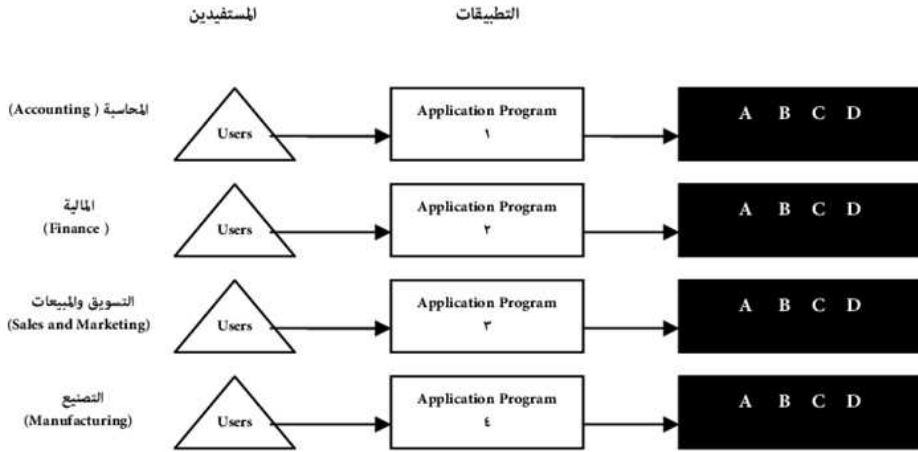 المستفيدين
التطبيقات
المحاسبة ( Accounting)
Users
Application Program
١
A B C D
المالية
(Finance )
Users
Application Program
٢
A B C D
التسويق والمبيعات
(Sales and Marketing)
Users
Application Program
٣
A B C D
التصنيع
(Manufacturing)
Users
Application Program
٤
A B C D